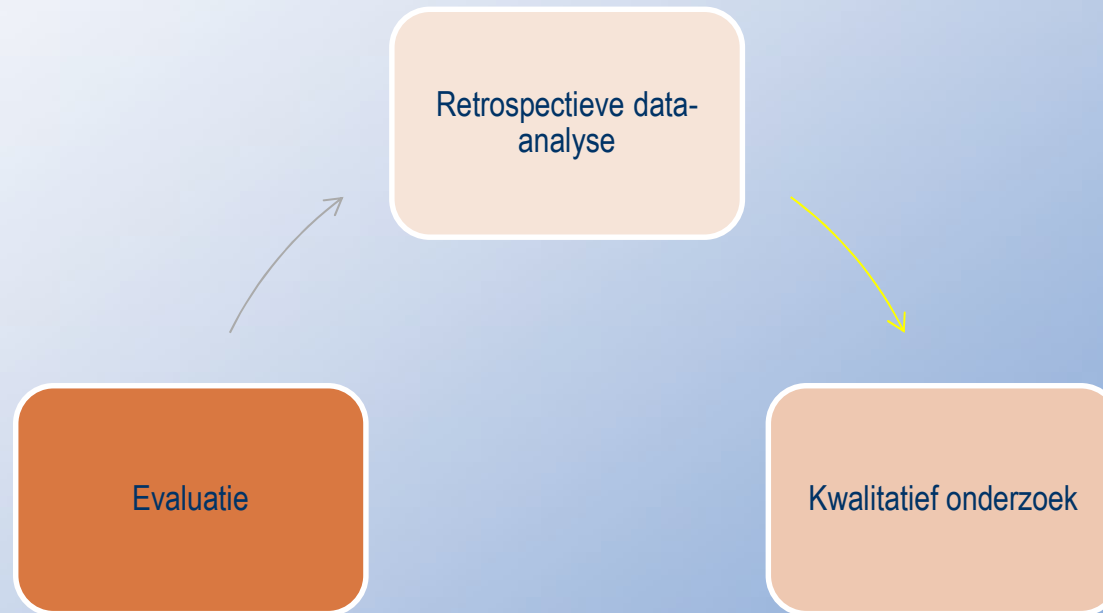 Retrospectieve data-
analyse
Evaluatie
Kwalitatief onderzoek